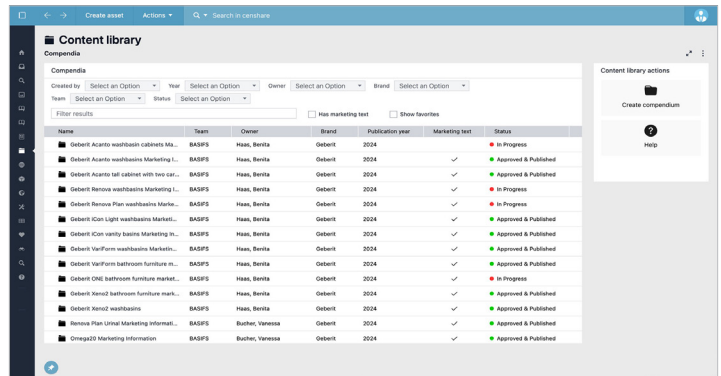 Create asset Actions Search in censhare
Content library
Compendia
Compendia
Created by Select an Option Year Select an Option Owner Select an Option Brand Select an Option
Team Select an Option Status Select an Option
Filter results Has marketing text Show favorites
Name Team Owner Brand Publication year Marketing text Status
Geberit Acanto washbasin cabinets Ma... BASIFS Haas, Benita Geberit 2024 In Progress
Geberit Acanto washbasins Marketing I... BASIFS Haas, Benita Geberit 2024 Approved & Published
Geberit Acanto tall cabinet with two car... BASIFS Haas, Benita Geberit 2024 Approved & Published
Geberit Renova washbasins Marketing I... BASIFS Haas, Benita Geberit 2024 In Progress
Geberit Renova Plan washbasins Marke... BASIFS Haas, Benita Geberit 2024 In Progress
Geberit iCon Light washbasins Marketi... BASIFS Haas, Benita Geberit 2024 Approved & Published
Geberit iCon vanity basins Marketing In... BASIFS Haas, Benita Geberit 2024 Approved & Published
Geberit VariForm washbasins Marketin... BASIFS Haas, Benita Geberit 2024 Approved & Published
Geberit VariForm bathroom furniture m... BASIFS Haas, Benita Geberit 2024 Approved & Published
Geberit ONE bathroom furniture market... BASIFS Haas, Benita Geberit 2024 In Progress
Geberit Xeno2 bathroom furniture mark... BASIFS Haas, Benita Geberit 2024 Approved & Published
Geberit Xeno2 washbasins BASIFS Haas, Benita Geberit 2024 Approved & Published
Renova Plan Urinal Marketing Informati... BASIFS Bucher, Vanessa Geberit 2024 Approved & Published
Omega20 Marketing Information BASIFS Bucher, Vanessa Geberit 2024 Approved & Published
Content library actions
Create compendium
Help